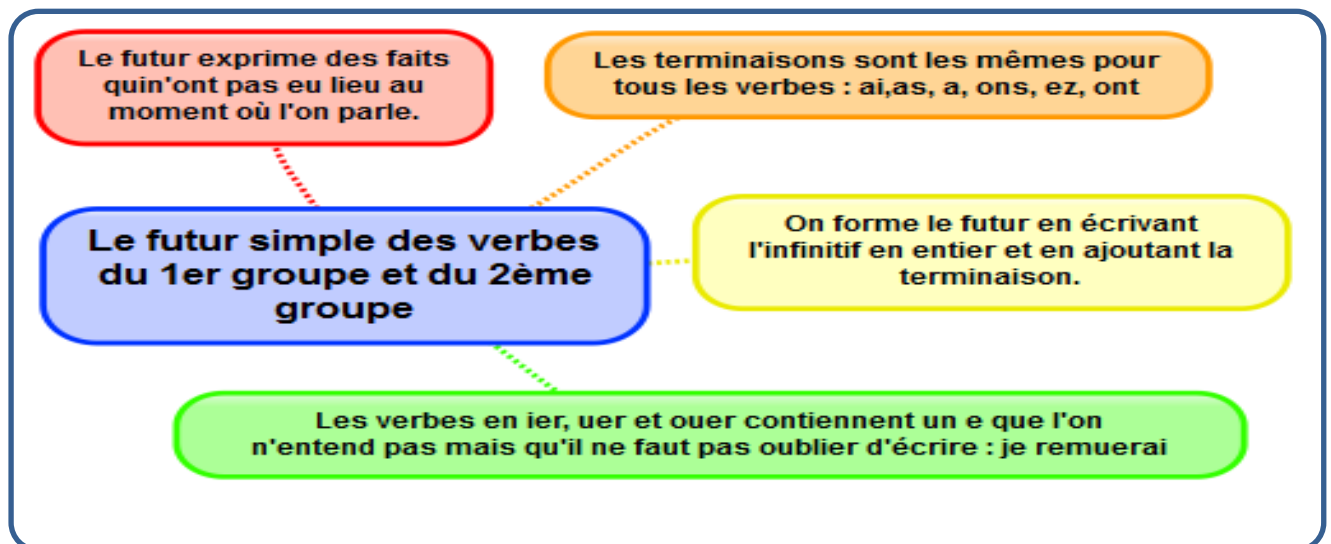 Le futur exprime des faits
quin'ont pas eu lieu au
moment où l'on parle.
Les terminaisons sont les mêmes pour
tous les verbes : ai,as, a, ons, ez, ont
Le futur simple des verbes
du 1er groupe et du 2ème
groupe
On forme le futur en écrivant
l'infinitif en entier et en ajoutant la
terminaison.
Les verbes en ier, uer et ouer contiennent un e que l'on
n'entend pas mais qu'il ne faut pas oublier d'écrire : je remuerai